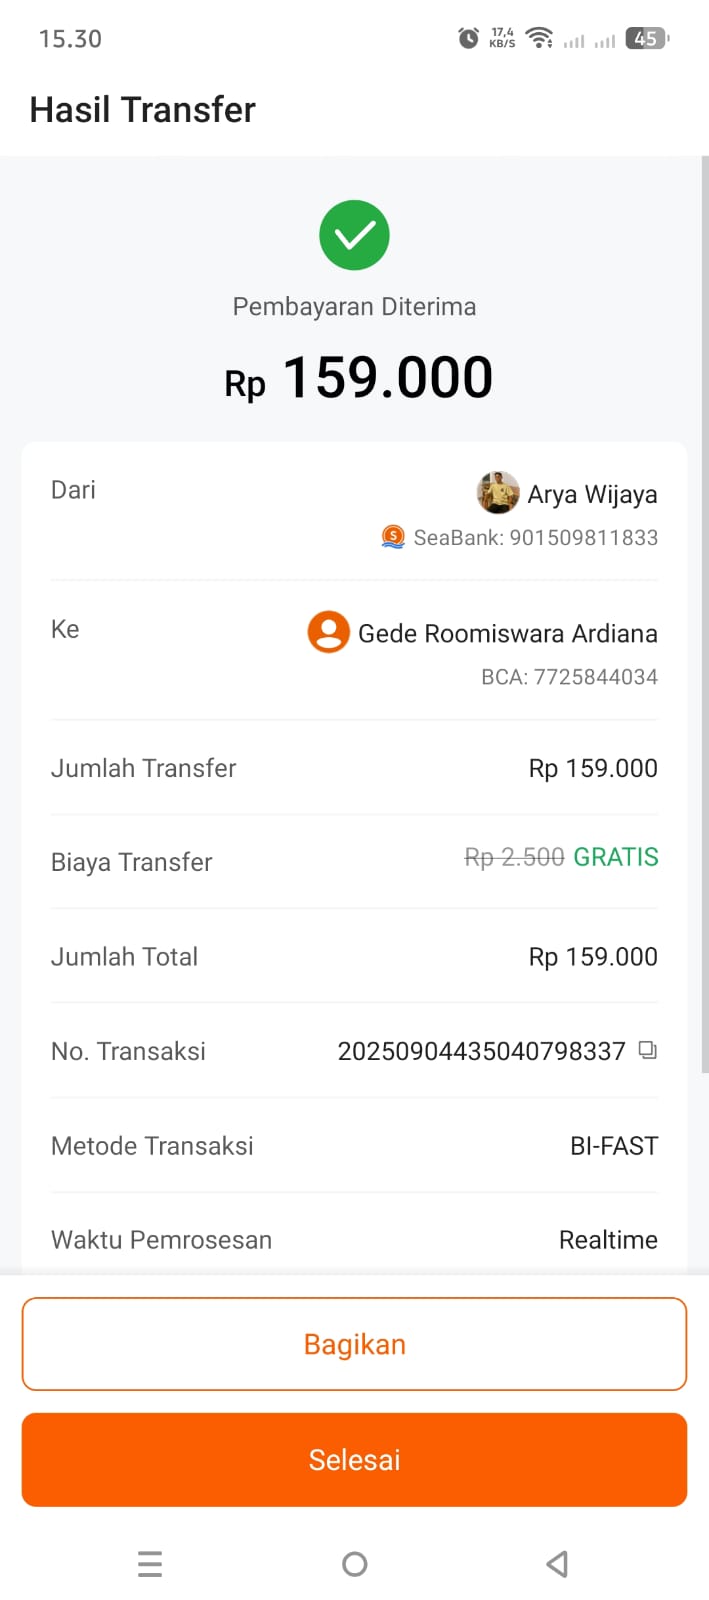 15.30
17,4
KB/S
45
Hasil Transfer
Pembayaran Diterima
Rp 159.000
Dari
Arya Wijaya
SeaBank: 901509811833
Ke
Gede Roomiswara Ardiana
BCA: 7725844034
Jumlah Transfer
Rp 159.000
Biaya Transfer
Rp 2.500 GRATIS
Jumlah Total
Rp 159.000
No. Transaksi
20250904435040798337
Metode Transaksi
BI-FAST
Waktu Pemrosesan
Realtime
Bagikan
Selesai